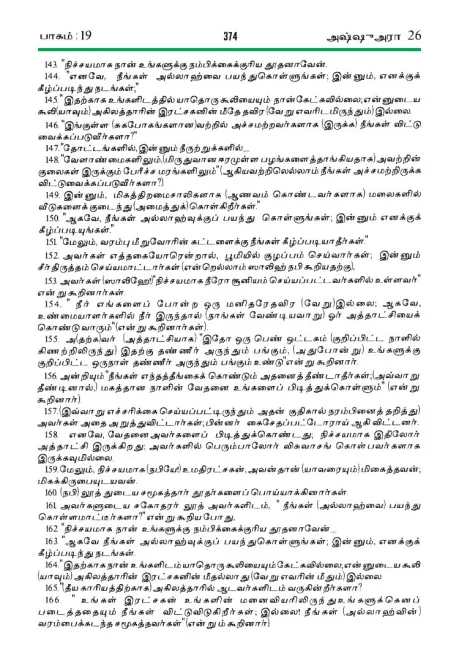 பாகம் : 19 374 அஷ்ஷுஅரா 26
143. "நிச்சயமாக நான் உங்களுக்கு நம்பிக்கைக்குரிய தூதனாவேன்.
144. "எனவே, நீங்கள் அல்லாஹ்வை பயந்துகொள்ளுங்கள்; இன்னும், எனக்குக்
கீழ்ப்படிந்து நடங்கள்;"
145. "இதற்காக உங்களிடத்தில் யாதொரு கூலியையும் நான் கேட்கவில்லை;என்னுடைய
கூலி(யாவும்) அகிலத்தாரின் இரட்சகனின் மீதே தவிர (வேறு எவரிடமிருந்தும்) இல்லை.
146. "இங்குள்ள (சுகபோகங்களான)வற்றில் அச்சமற்றவர்களாக (இருக்க) நீங்கள் விட்டு
வைக்கப்படுவீர்களா?"
147."தோட்டங்களில்,இன்னும் நீரூற்றுக்களில்_
148. "வேளாண்மைகளிலும்,(மிருதுவான ஈரமுள்ள பழங்களைத்தாங்கியதாக) அவற்றின்
குலைகள் இருக்கும் பேரீச்ச மரங்களிலும்" (ஆகியவற்றிலெல்லாம் நீங்கள் அச்சமற்றிருக்க
விட்டுவைக்கப்படுவீர்களா?)
149. இன்னும், மிகத்திறமைசாலிகளாக (ஆணவம் கொண்டவர்களாக) மலைகளில்
வீடுகளைக்குடைந்து(அமைத்துக்) கொள்கிறீர்கள்."
150. "ஆகவே, நீங்கள் அல்லாஹ்வுக்குப் பயந்து கொள்ளுங்கள்; இன்னும் எனக்குக்
கீழ்ப்படியுங்கள்."
151. "மேலும், வரம்பு மீறுவோரின் கட்டளைக்கு நீங்கள் கீழ்ப்படியாதீர்கள்."
152. அவர்கள் எத்தகையோரென்றால், பூமியில் குழப்பம் செய்வார்கள்; இன்னும்
சீர்திருத்தம் செய்யமாட்டார்கள் (என்றெல்லாம் ஸாலிஹ் நபி கூறியதற்கு),
153. அவர்கள் (ஸாலிஹே!) "நிச்சயமாக நீரோ சூனியம் செய்யப்பட்டவர்களில் உள்ளவர்"
என்று கூறினார்கள்.
154. " நீர் எங்களைப் போன்ற ஒரு மனிதரேதவிர (வேறு)இல்லை; ஆகவே,
உண்மையாளர்களில் நீர் இருந்தால் (நாங்கள் வேண்டியவாறு) ஓர் அத்தாட்சியைக்
கொண்டுவாரும்"(என்று கூறினார்கள்).
155. அ(தற்க)வர் (அத்தாட்சியாக) "இதோ ஒரு பெண் ஒட்டகம் (குறிப்பிட்ட நாளில்
கிணற்றிலிருந்து) இதற்கு தண்ணீர் அருந்தும் பங்கும், (அதுபோன்று) உங்களுக்கு
குறிப்பிட்ட ஒருநாள் தண்ணீர் அருந்தும் பங்கும் உண்டு" என்று கூறினார்.
156. அன்றியும் "நீங்கள் எந்தத்தீங்கைக் கொண்டும் அதனைத் தீண்டாதீர்கள்;(அவ்வாறு
தீண்டினால்,) மகத்தான நாளின் வேதனை உங்களைப் பிடித்துக்கொள்ளும்" (என்று
கூறினார்)
157.(இவ்வாறு எச்சரிக்கை செய்யப்பட்டிருந்தும் அதன் குதிகால் நரம்பினைத் தறித்து)
அவர்கள் அதை அறுத்துவிட்டார்கள்;பின்னர் கைசேதப்பட்டோராய் ஆகிவிட்டனர்.
158. எனவே, வேதனை அவர்களைப் பிடித்துக்கொண்டது; நிச்சயமாக இதிலோர்
அத்தாட்சி இருக்கிறது; அவர்களில் பெரும்பாலோர் விசுவாசங் கொள்பவர்களாக
இருக்கவுமில்லை.
159. மேலும், நிச்சயமாக (நபியே) உமதிரட்சகன், அவன்தான் (யாவரையும்) மிகைத்தவன்;
மிகக்கிருபையுடையவன்.
160. (நபி) லூத் துடைய சமூகத்தார் தூதர்களைப் பொய்யாக்கினார்கள்.
161. அவர்களுடைய சகோதரர் லூத் அவர்களிடம், " நீங்கள் (அல்லாஹ்வை) பயந்து
கொள்ளமாட்டீர்களா?" என்று கூறியபோது,
162. "நிச்சயமாக நான் உங்களுக்கு நம்பிக்கைக்குரிய தூதனாவேன்_
163. "ஆகவே நீங்கள் அல்லாஹ்வுக்குப் பயந்துகொள்ளுங்கள்; இன்னும், எனக்குக்
கீழ்ப்படிந்து நடங்கள்.
164. "இதற்காக நான் உங்களிடம் யாதொரு கூலியையும் கேட்கவில்லை;என்னுடைய கூலி
(யாவும்) அகிலத்தாரின் இரட்சகனின் மீதல்லாது (வேறு எவரின் மீதும்) இல்லை
165. "(தீய காரியத்திற்காக) அகிலத்தாரில் ஆடவர்களிடம் வருகின்றீர்களா?
166. " உங்கள் இரட்சகன் உங்களின் மனைவியரிலிருந்து உங்களுக்கெனப்
படைத்ததையும் நீங்கள் விட்டுவிடுகிறீர்கள்; இல்லை! நீங்கள் (அல்லாஹ்வின்)
வரம்பைக்கடந்த சமூகத்தவர்கள்" (என்றும் கூறினார்).